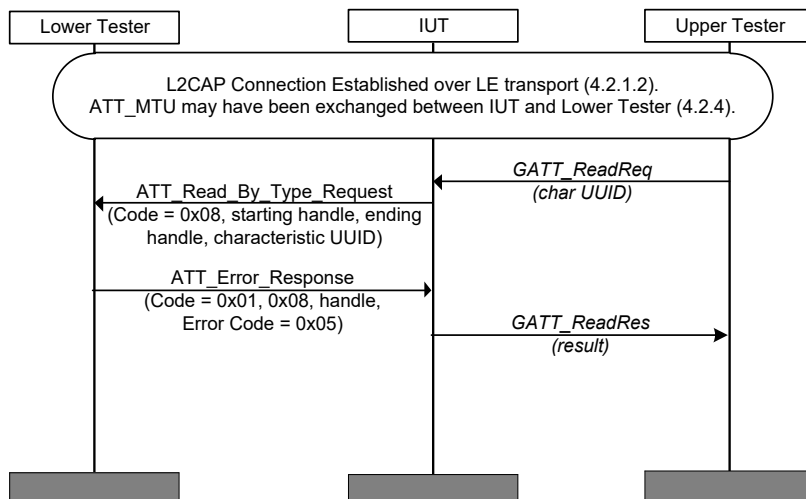 Lower Tester
IUT
Upper Tester
L2CAP Connection Established over LE transport (4.2.1.2).
ATT_MTU may have been exchanged between IUT and Lower Tester (4.2.4).
GATT_ReadReq
(char UUID)
ATT_Read_By_Type_Request
(Code = 0x08, starting handle, ending
handle, characteristic UUID)
ATT_Error_Response
(Code = 0x01, 0x08, handle,
Error Code = 0x05)
GATT_ReadRes
(result)